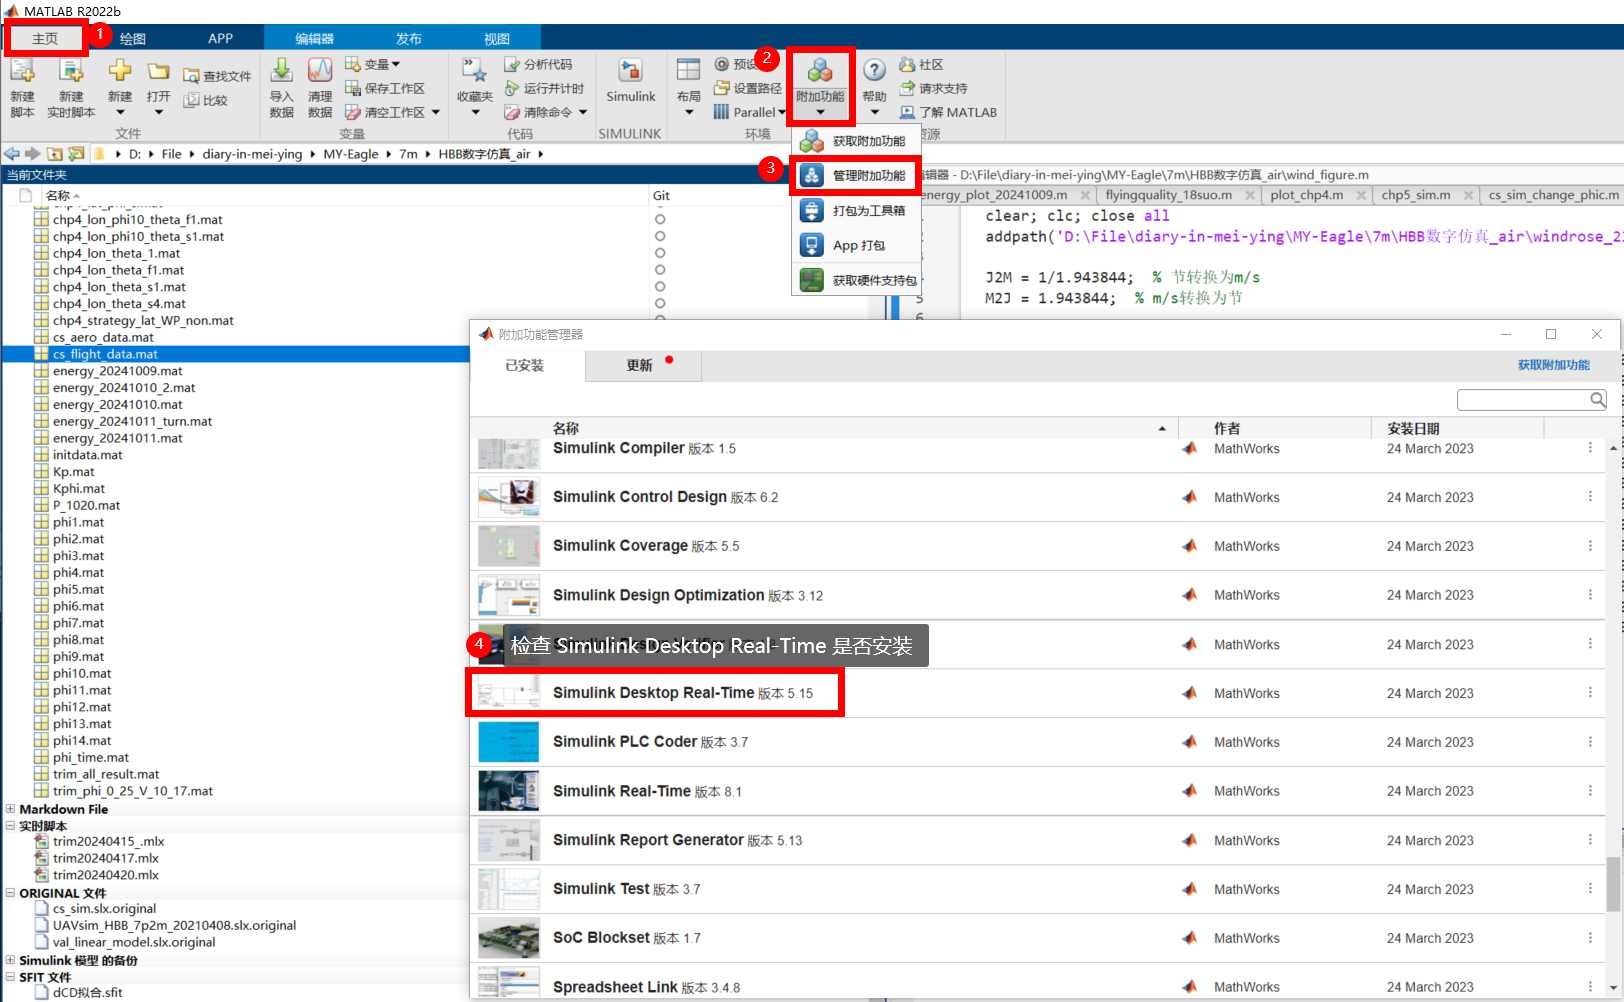 MATLAB R2022b
主页
1
绘图
APP
编辑器
发布
视图
2
新建
脚本
新建
实时脚本
新建
打开
查找文件
比较
文件
导入
数据
清理
数据
变量
保存工作区
清空工作区
变量
收藏夹
分析代码
运行并计时
清除命令
代码
Simulink
SIMULINK
布局
预设
设置路径
Parallel
环境
附加功能
帮助
社区
请求支持
了解 MATLAB
资源
D: File diary-in-mei-ying MY-Eagle 7m HBB数字仿真_air
获取附加功能
3
管理附加功能
打包为工具箱
App 打包
获取硬件支持包
当前文件夹
名称
Git
chp4_lon_phi10_theta_f1.mat
chp4_lon_phi10_theta_s1.mat
chp4_lon_theta_1.mat
chp4_lon_theta_f1.mat
chp4_lon_theta_s1.mat
chp4_lon_theta_s4.mat
chp4_strategy_lat_WP_non.mat
cs_aero_data.mat
cs_flight_data.mat
energy_20241009.mat
energy_20241010_2.mat
energy_20241010.mat
energy_20241011_turn.mat
energy_20241011.mat
initdata.mat
Kp.mat
Kphi.mat
P_1020.mat
phi1.mat
phi2.mat
phi3.mat
phi4.mat
phi5.mat
phi6.mat
phi7.mat
phi8.mat
phi9.mat
phi10.mat
phi11.mat
phi12.mat
phi13.mat
phi14.mat
phi_time.mat
trim_all_result.mat
trim_phi_0_25_V_10_17.mat
Markdown File
实时脚本
trim20240415_.mlx
trim20240417.mlx
trim20240420.mlx
ORIGINAL 文件
cs_sim.slx.original
UAVsim_HBB_7p2m_20210408.slx.original
val_linear_model.slx.original
Simulink 模型 的备份
SFIT 文件
dCD拟合.sfit
辑器 - D:\File\diary-in-mei-ying\MY-Eagle\7m\HBB数字仿真_air\wind_figure.m
energy_plot_20241009.m
flyingquality_18suo.m
plot_chp4.m
chp5_sim.m
cs_sim_change_phic.m
clear; clc; close all
addpath('D:\File\diary-in-mei-ying\MY-Eagle\7m\HBB数字仿真_air\windrose_2
J2M = 1/1.943844; % 节转换为m/s
5 M2J = 1.943844; % m/s转换为节
6
附加功能管理器
已安装
更新
获取附加功能
名称
作者
安装日期
Simulink Compiler 版本 1.5 MathWorks 24 March 2023
Simulink Control Design 版本 6.2 MathWorks 24 March 2023
Simulink Coverage 版本 5.5 MathWorks 24 March 2023
Simulink Design Optimization 版本 3.12 MathWorks 24 March 2023
4 检查 Simulink Desktop Real-Time 是否安装 MathWorks 24 March 2023
Simulink Desktop Real-Time 版本 5.15 MathWorks 24 March 2023
Simulink PLC Coder 版本 3.7 MathWorks 24 March 2023
Simulink Real-Time 版本 8.1 MathWorks 24 March 2023
Simulink Report Generator 版本 5.13 MathWorks 24 March 2023
Simulink Test 版本 3.7 MathWorks 24 March 2023
SoC Blockset 版本 1.7 MathWorks 24 March 2023
Spreadsheet Link 版本 3.4.8 MathWorks 24 March 2023